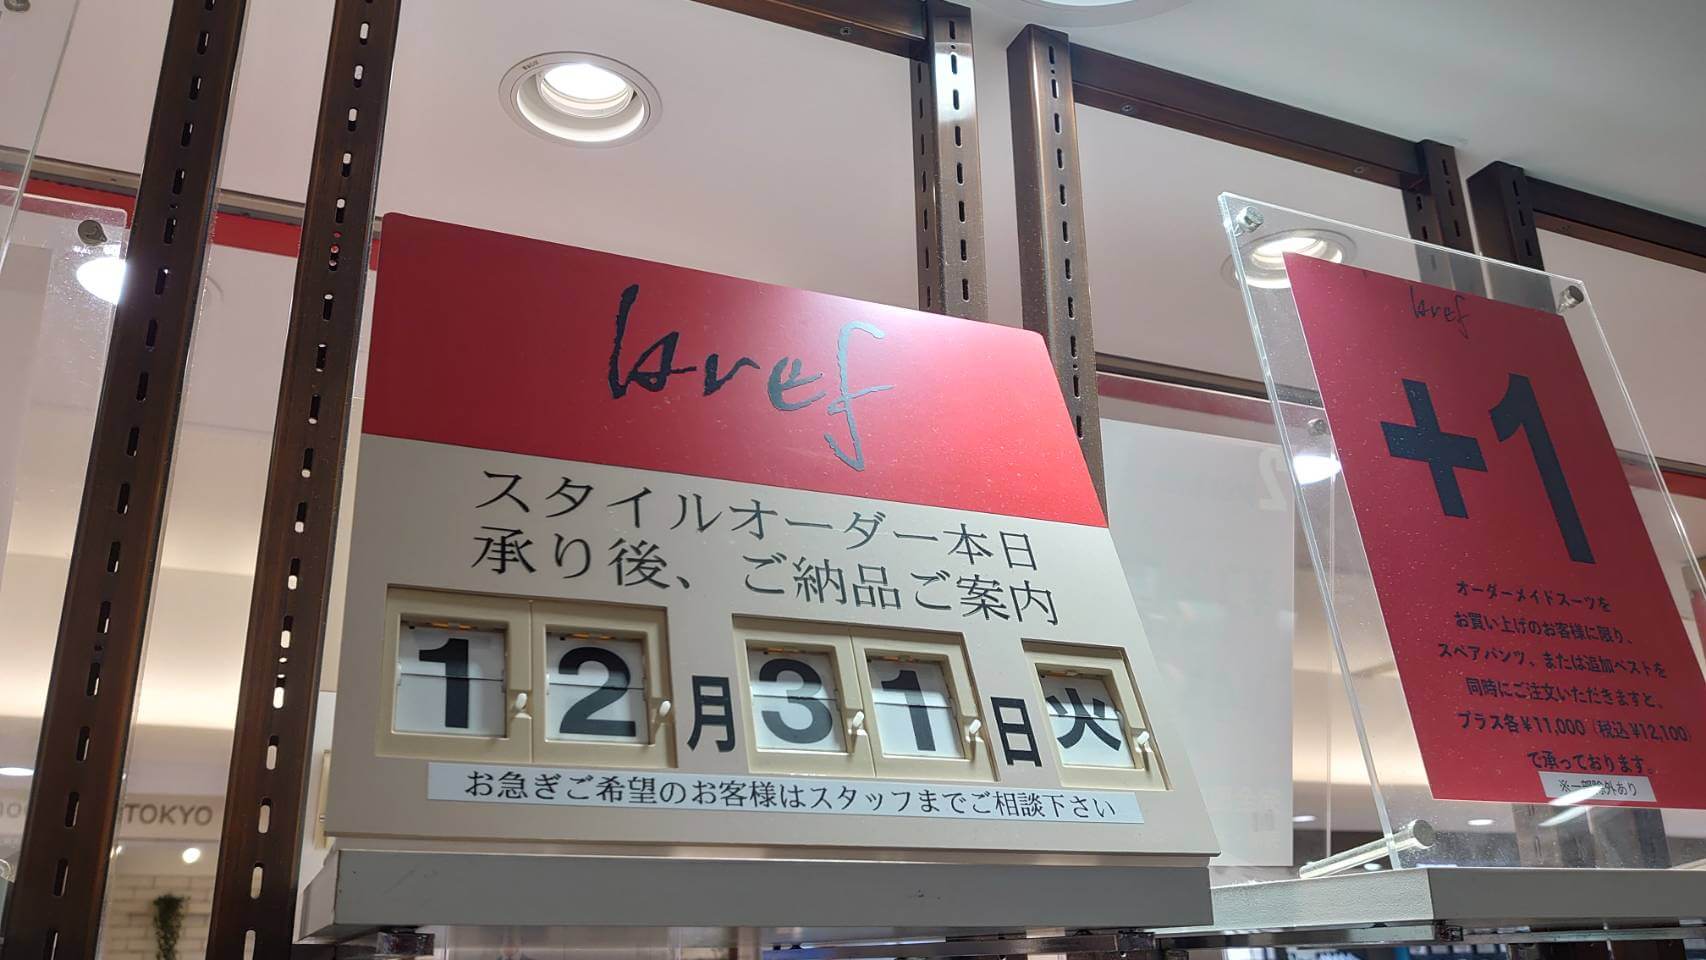 bref
スタイルオーダー本日
承り後、ご納品ご案内
12月31日火
お急ぎご希望のお客様はスタッフまでご相談下さい
bref
+1
オーダーメイドスーツを
お買い上げのお客様に限り、
スペアパンツ、または追加ベストを
同時にご注文いただきますと、
プラス各¥11,000（税込¥12,100）
で承っております。
※一部除外あり
TOKYO